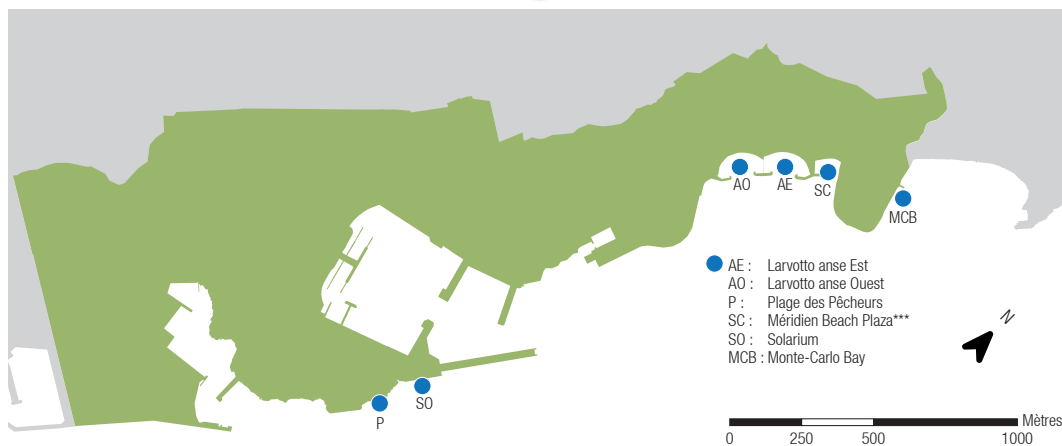 AO
AE
SC
MCB
AE : Larvotto anse Est
AO : Larvotto anse Ouest
P : Plage des Pêcheurs
SC : Méridien Beach Plaza***
SO : Solarium
MCB : Monte-Carlo Bay
N
SO
P
Mètres
0 250 500 1000